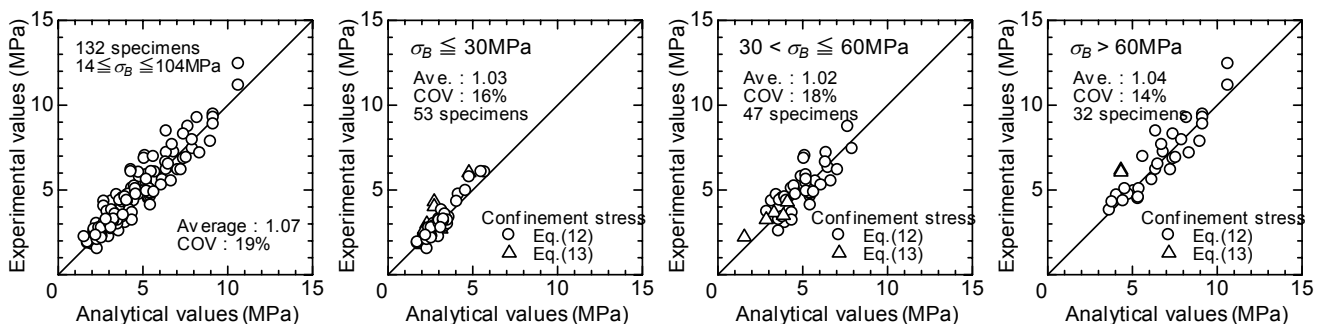 Experimental values (MPa)
15
10
5
0
5
10
15
Analytical values (MPa)
132 specimens
14≦σB≦104MPa
Average : 1.07
COV : 19%
Experimental values (MPa)
15
10
5
0
5
10
15
Analytical values (MPa)
σB ≦ 30MPa
Ave. : 1.03
COV : 16%
53 specimens
Confinement stress
Eq.(12)
Eq.(13)
Experimental values (MPa)
15
10
5
0
5
10
15
Analytical values (MPa)
30 < σB ≦ 60MPa
Ave. : 1.02
COV : 18%
47 specimens
Confinement stress
Eq.(12)
Eq.(13)
Experimental values (MPa)
15
10
5
0
5
10
15
Analytical values (MPa)
σB > 60MPa
Ave. : 1.04
COV : 14%
32 specimens
Confinement stress
Eq.(12)
Eq.(13)